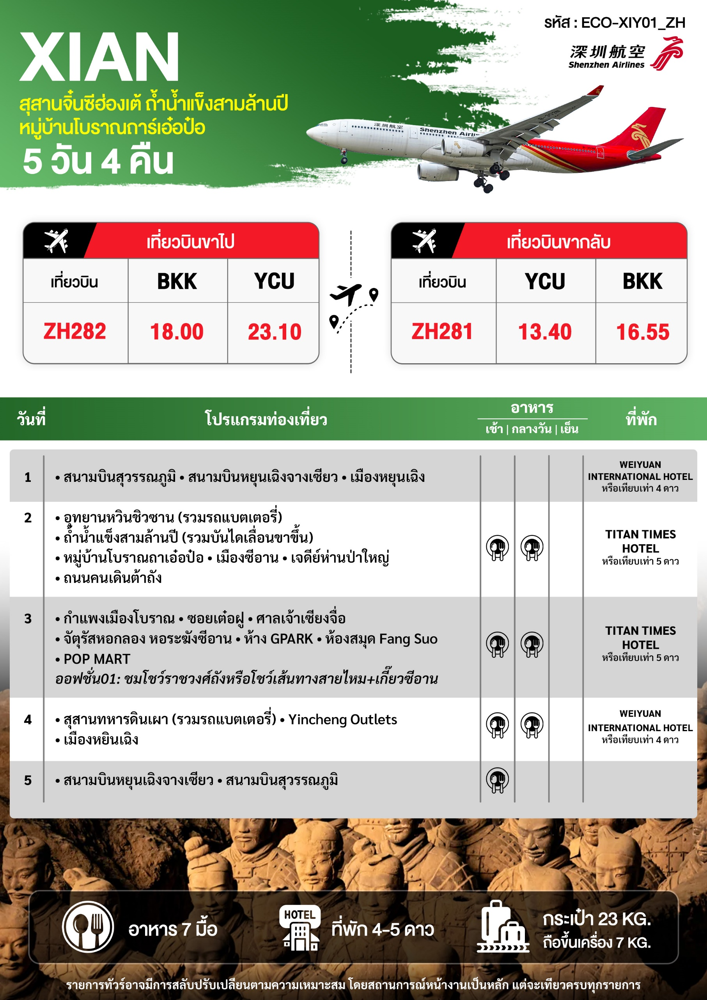 รหัส : ECO-XIY01_ZH
深圳航空
Shenzhen Airlines
XIAN
สุสานจิ๋นซีฮ่องเต้ ถ้ำน้ำแข็งสามล้านปี
หมู่บ้านโบราณถาร์เอ๋อป๋อ
5 วัน 4 คืน
深圳航空 Shenzhen Airli
B-303N
เที่ยวบินขาไป
เที่ยวบิน BKK YCU
ZH282 18.00 23.10
เที่ยวบินขากลับ
เที่ยวบิน YCU BKK
ZH281 13.40 16.55
วันที่ โปรแกรมท่องเที่ยว อาหาร ที่พัก
เช้า | กลางวัน | เย็น
1 • สนามบินสุวรรณภูมิ • สนามบินหยุนเฉิงจางเซียว • เมืองหยุนเฉิง
WEIYUAN
INTERNATIONAL HOTEL
หรือเทียบเท่า 4 ดาว
2 • อุทยานหวินชิวซาน (รวมรถแบตเตอรี่)
• ถ้ำน้ำแข็งสามล้านปี (รวมบันไดเลื่อนขาขึ้น)
• หมู่บ้านโบราณถาเอ๋อป๋อ • เมืองซีอาน • เจดีย์ห่านป่าใหญ่
• ถนนคนเดินต้าถัง
TITAN TIMES
HOTEL
หรือเทียบเท่า 5 ดาว
3 • กำแพงเมืองโบราณ • ซอยเต๋อฝู • ศาลเจ้าเซียงจื่อ
• จัตุรัสหอกลอง หอระฆังซีอาน • ห้าง GPARK • ห้องสมุด Fang Suo
• POP MART
ออฟชั่น01: ชมโชว์ราชวงศ์ถังหรือโชว์เส้นทางสายไหม+เกี๊ยวซีอาน
TITAN TIMES
HOTEL
หรือเทียบเท่า 5 ดาว
4 • สุสานทหารดินเผา (รวมรถแบตเตอรี่) • Yincheng Outlets
• เมืองหยินเฉิง
WEIYUAN
INTERNATIONAL HOTEL
หรือเทียบเท่า 4 ดาว
5 • สนามบินหยุนเฉิงจางเซียว • สนามบินสุวรรณภูมิ
อาหาร 7 มื้อ
HOTEL
ที่พัก 4-5 ดาว
กระเป๋า 23 KG.
ถือขึ้นเครื่อง 7 KG.
รายการทัวร์อาจมีการสลับปรับเปลี่ยนตามความเหมาะสม โดยสถานการณ์หน้างานเป็นหลัก แต่จะเทียวครบทุกรายการ